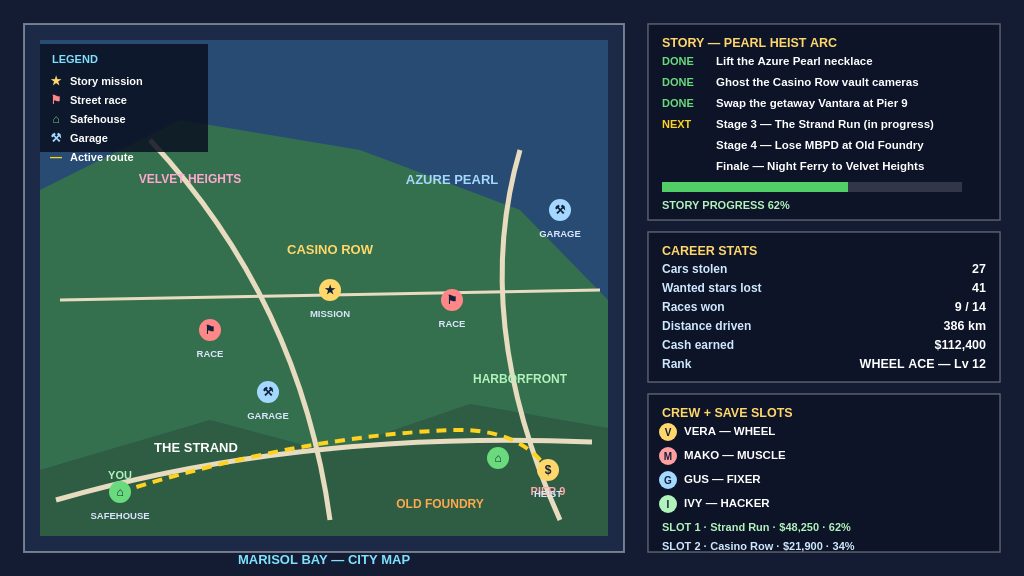 LEGEND
★ Story mission
⚑ Street race
⌂ Safehouse
⚒ Garage
— Active route
VELVET HEIGHTS
AZURE PEARL
⚒
GARAGE
CASINO ROW
★
MISSION
⚑
RACE
⚑
RACE
HARBORFRONT
⚒
GARAGE
THE STRAND
⌂
YOU
⌂
SAFEHOUSE
$
PIER 9
HEIST
OLD FOUNDRY
MARISOL BAY — CITY MAP
STORY — PEARL HEIST ARC
DONE Lift the Azure Pearl necklace
DONE Ghost the Casino Row vault cameras
DONE Swap the getaway Vantara at Pier 9
NEXT Stage 3 — The Strand Run (in progress)
Stage 4 — Lose MBPD at Old Foundry
Finale — Night Ferry to Velvet Heights
STORY PROGRESS 62%
CAREER STATS
Cars stolen 27
Wanted stars lost 41
Races won 9 / 14
Distance driven 386 km
Cash earned $112,400
Rank WHEEL ACE — Lv 12
CREW + SAVE SLOTS
V VERA — WHEEL
M MAKO — MUSCLE
G GUS — FIXER
I IVY — HACKER
SLOT 1 · Strand Run · $48,250 · 62%
SLOT 2 · Casino Row · $21,900 · 34%